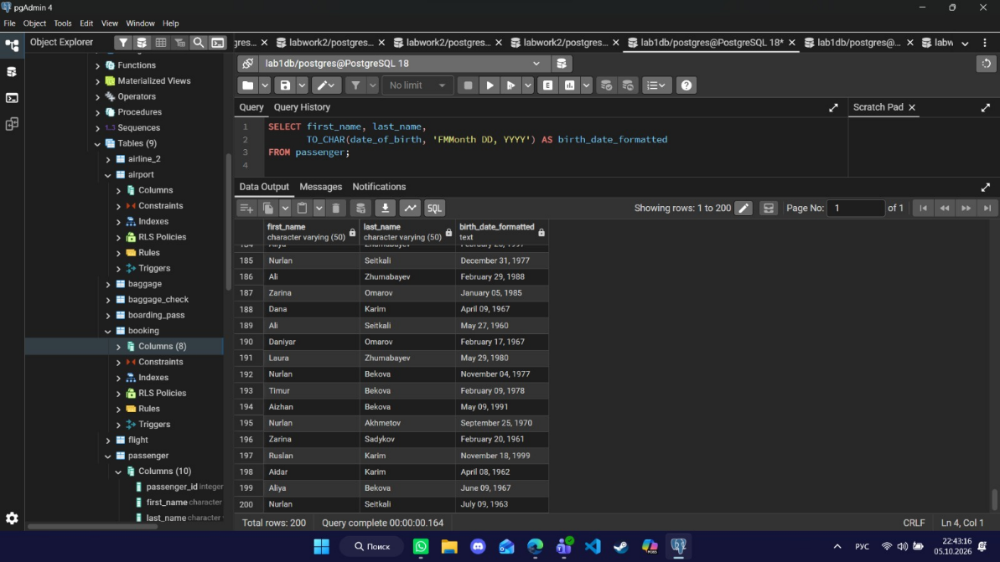 pgAdmin 4
File Object Tools Edit View Window Help
Object Explorer
labwork2/postgres...
labwork2/postgres...
labwork2/postgres...
lab1db/postgres@PostgreSQL 18*
lab1db/postgres@...
labw
lab1db/postgres@PostgreSQL 18
No limit
Query Query History
Scratch Pad
1 SELECT first_name, last_name,
2 TO_CHAR(date_of_birth, 'FMMonth DD, YYYY') AS birth_date_formatted
3 FROM passenger;
4
Data Output Messages Notifications
SQL
Showing rows: 1 to 200
Page No: 1 of 1
first_name last_name birth_date_formatted
character varying (50) character varying (50) text
185 Nurlan Seitkali December 31, 1977
186 Ali Zhumabayev February 29, 1988
187 Zarina Omarov January 05, 1985
188 Dana Karim April 09, 1967
189 Ali Seitkali May 27, 1960
190 Daniyar Omarov February 17, 1967
191 Laura Zhumabayev May 29, 1980
192 Nurlan Bekova November 04, 1977
193 Timur Bekova February 09, 1978
194 Aizhan Bekova May 09, 1991
195 Nurlan Akhmetov September 25, 1970
196 Zarina Sadykov February 20, 1961
197 Ruslan Karim November 18, 1999
198 Aidar Karim April 08, 1962
199 Aliya Bekova June 09, 1967
200 Nurlan Seitkali July 09, 1963
Total rows: 200 Query complete 00:00:00.164 CRLF Ln 4, Col 1
Functions
Materialized Views
Operators
Procedures
Sequences
Tables (9)
airline_2
airport
Columns
Constraints
Indexes
RLS Policies
Rules
Triggers
baggage
baggage_check
boarding_pass
booking
Columns (8)
Constraints
Indexes
RLS Policies
Rules
Triggers
flight
passenger
Columns (10)
passenger_id integer
first_name character
last_name character
Поиск
РУС
22:43:16
05.10.2026